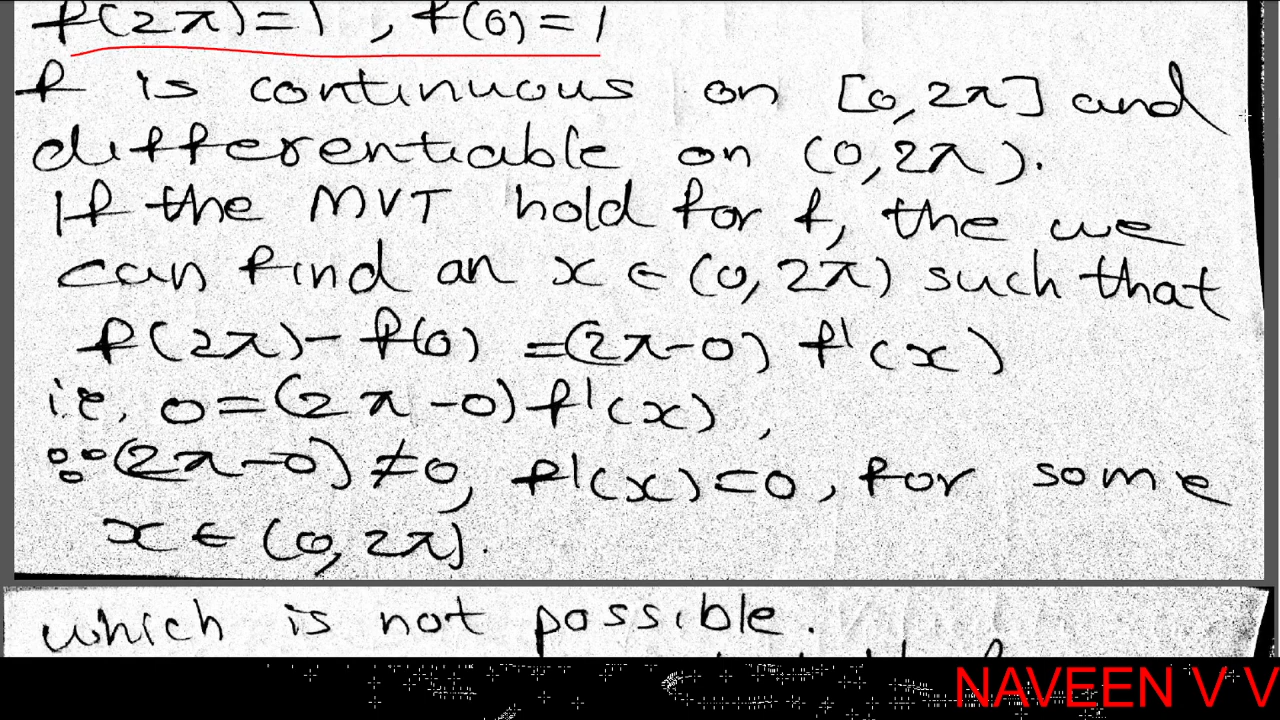 f(2π)=1 , f(0)=1
f is continuous on [0,2π] and
differentiable on (0,2π).
If the MVT hold for f, the we
can find an x ∈ (0,2π) such that
f(2π)- f(0) =(2π-0) f'(x)
i.e, 0=(2π-0)f'(x),
∵(2π-0)≠0, f'(x)=0, for some
x ∈ (0,2π].
which is not possible.
NAVEEN V V